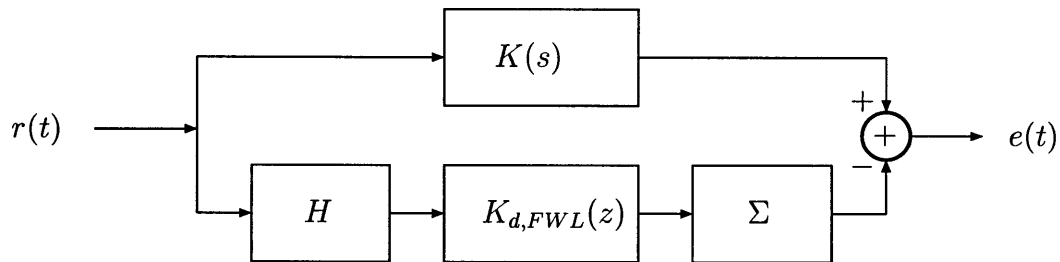 K(s)
+
r(t)
+
e(t)
−
H
K_{d,FWL}(z)
Σ